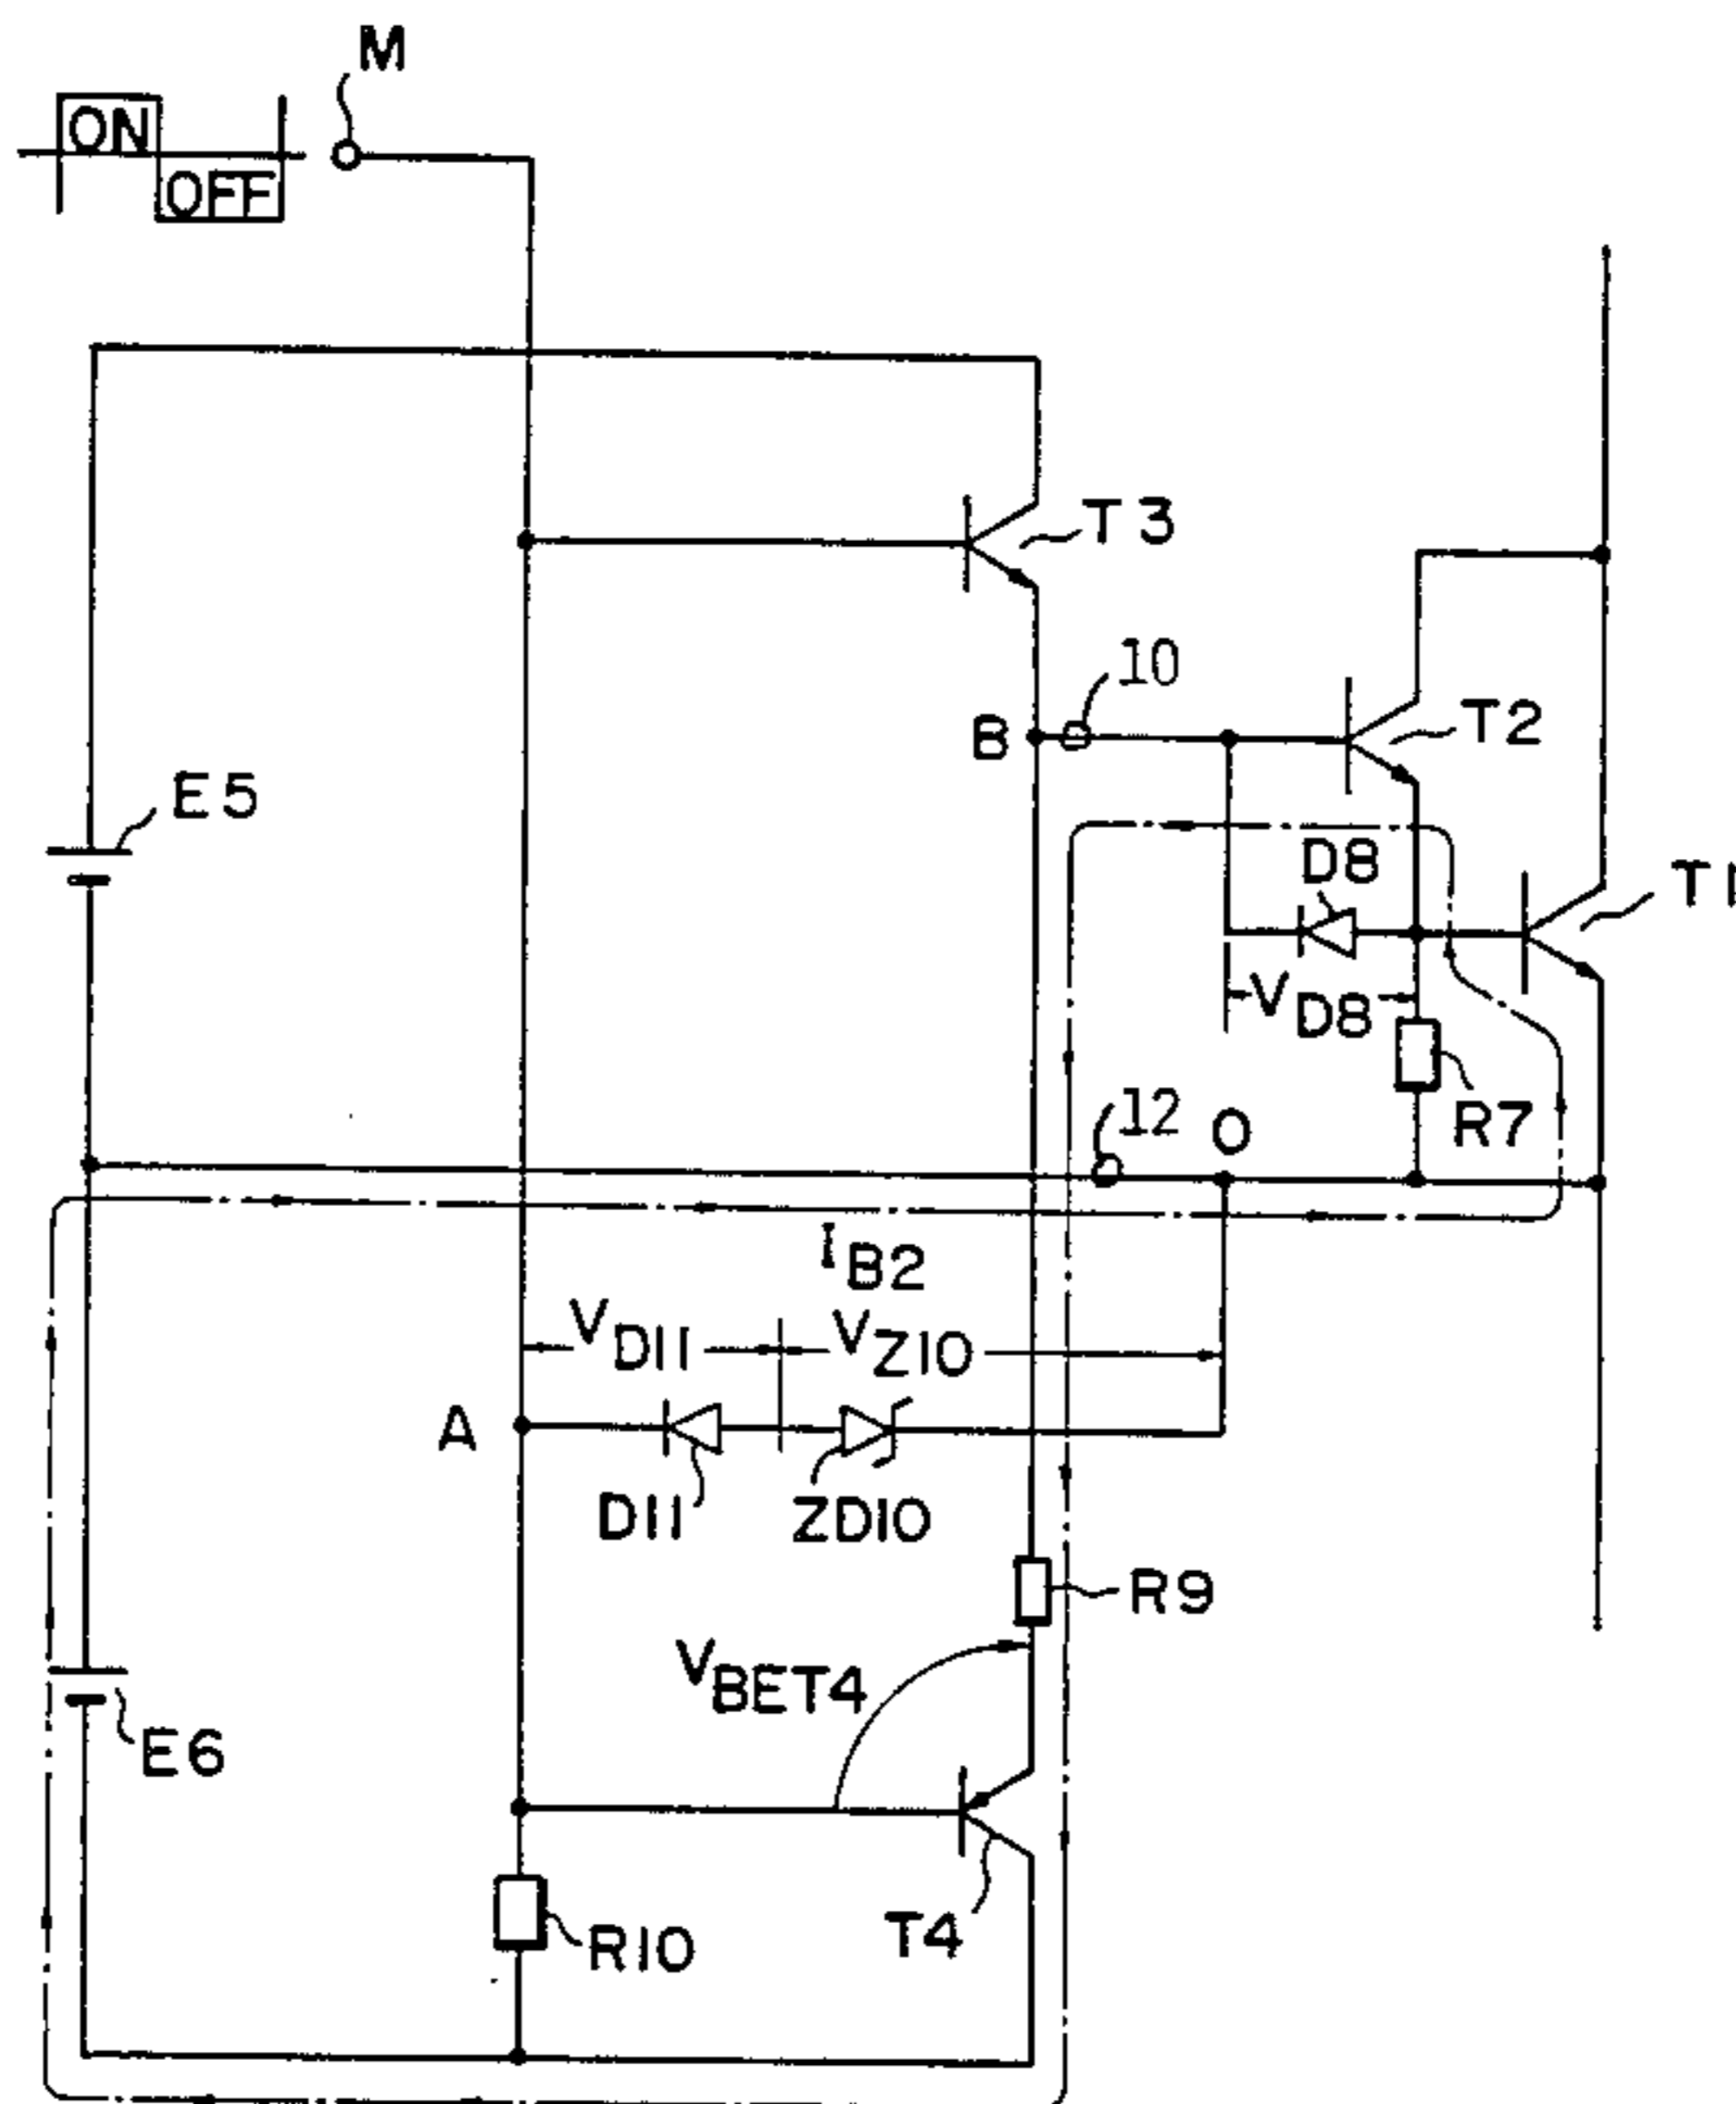 M
ON
OFF
T3
10
B
T2
E5
D8
T1
VD8
12
O
R7
IB2
VD11
VZ10
A
D11
ZD10
R9
VBET4
E6
T4
R10